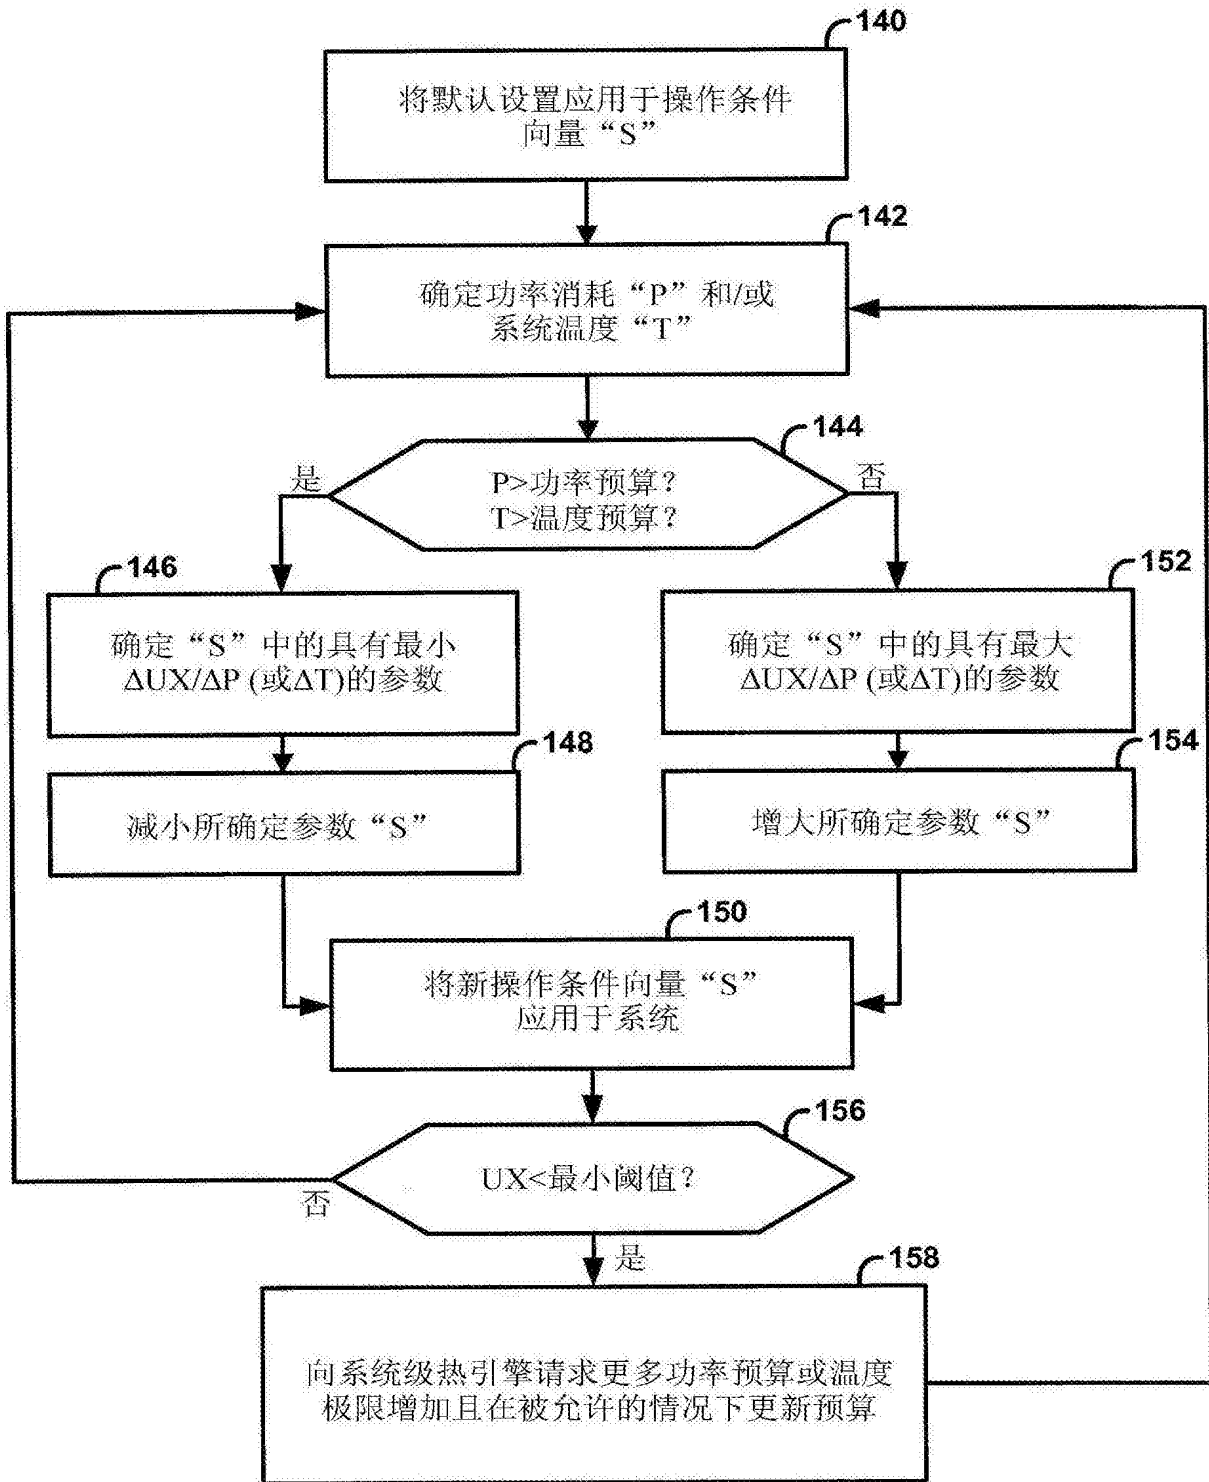 140
将默认设置应用于操作条件
向量“S”
142
确定功率消耗“P”和/或
系统温度“T”
144
是
P>功率预算?
T>温度预算?
否
146
确定“S”中的具有最小
ΔUX/ΔP (或ΔT)的参数
152
确定“S”中的具有最大
ΔUX/ΔP (或ΔT)的参数
148
减小所确定参数“S”
154
增大所确定参数“S”
150
将新操作条件向量“S”
应用于系统
156
UX<最小阈值?
否
是
158
向系统级热引擎请求更多功率预算或温度
极限增加且在被允许的情况下更新预算